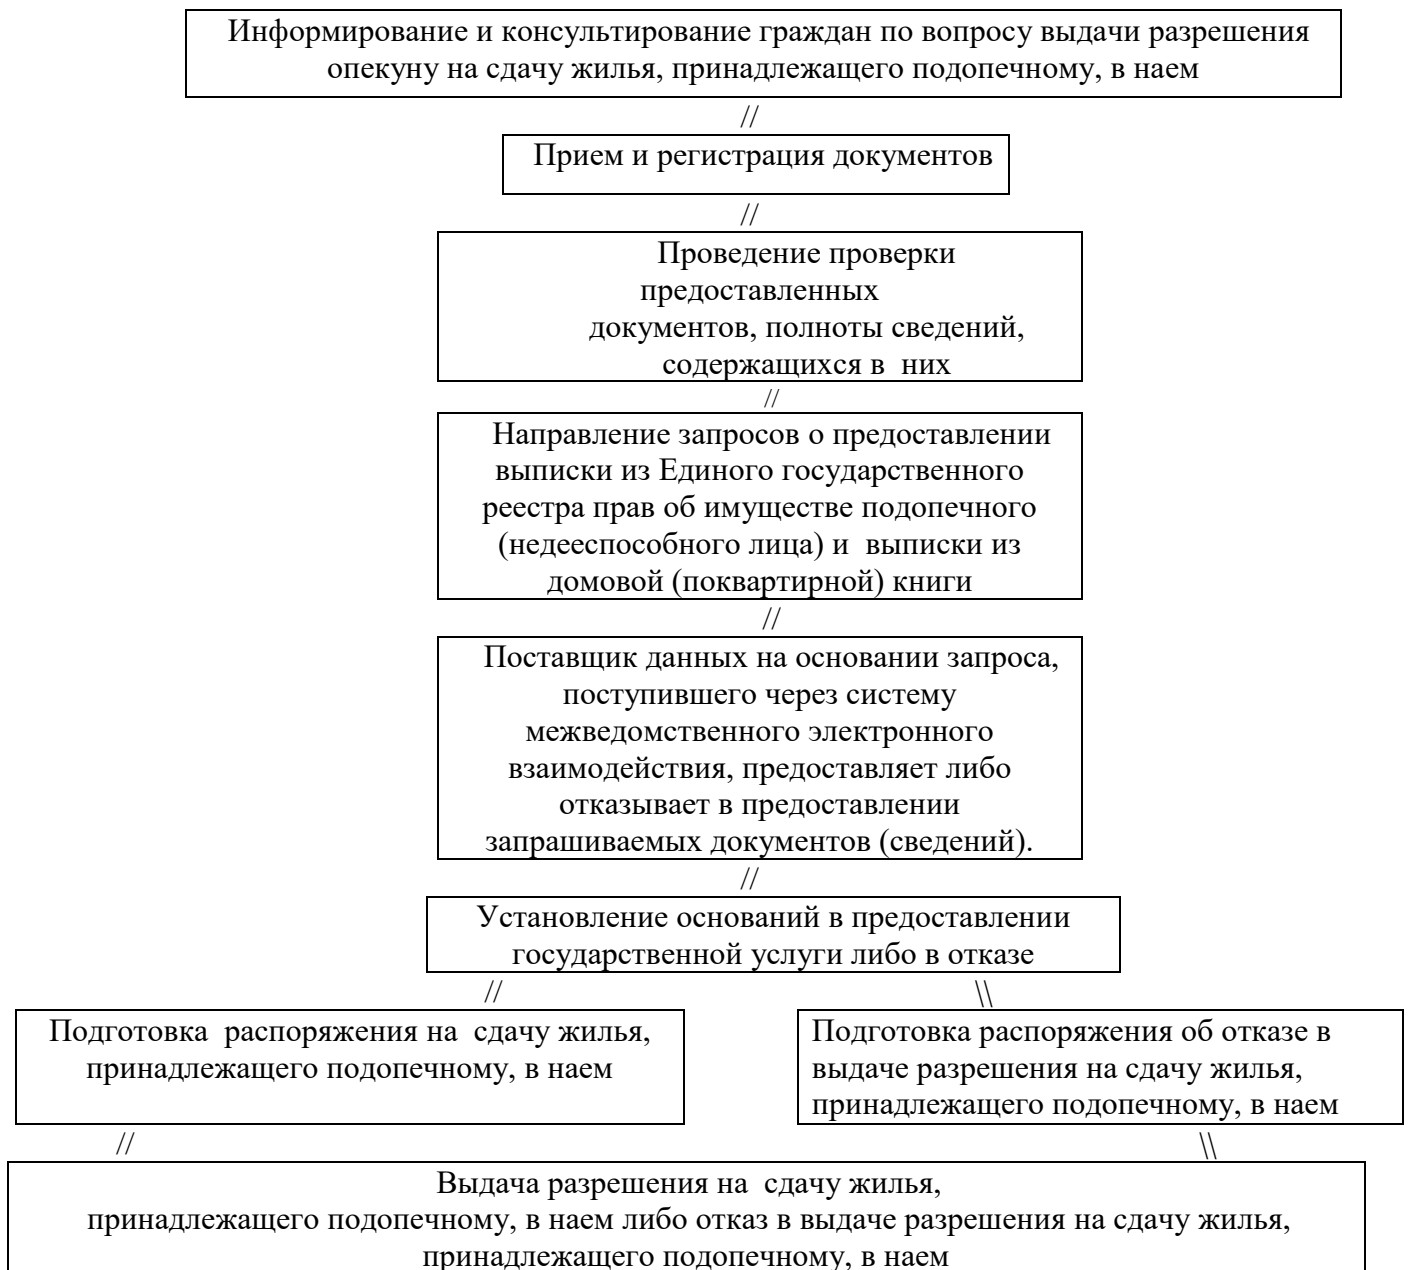 Информирование и консультирование граждан по вопросу выдачи разрешения
опекуну на сдачу жилья, принадлежащего подопечному, в наем
//
Прием и регистрация документов
//
Проведение проверки
предоставленных
документов, полноты сведений,
содержащихся в них
//
Направление запросов о предоставлении
выписки из Единого государственного
реестра прав об имуществе подопечного
(недееспособного лица) и выписки из
домовой (поквартирной) книги
//
Поставщик данных на основании запроса,
поступившего через систему
межведомственного электронного
взаимодействия, предоставляет либо
отказывает в предоставлении
запрашиваемых документов (сведений).
//
Установление оснований в предоставлении
государственной услуги либо в отказе
// \\
Подготовка распоряжения на сдачу жилья,
принадлежащего подопечному, в наем
Подготовка распоряжения об отказе в
выдаче разрешения на сдачу жилья,
принадлежащего подопечному, в наем
// \\
Выдача разрешения на сдачу жилья,
принадлежащего подопечному, в наем либо отказ в выдаче разрешения на сдачу жилья,
принадлежащего подопечному, в наем